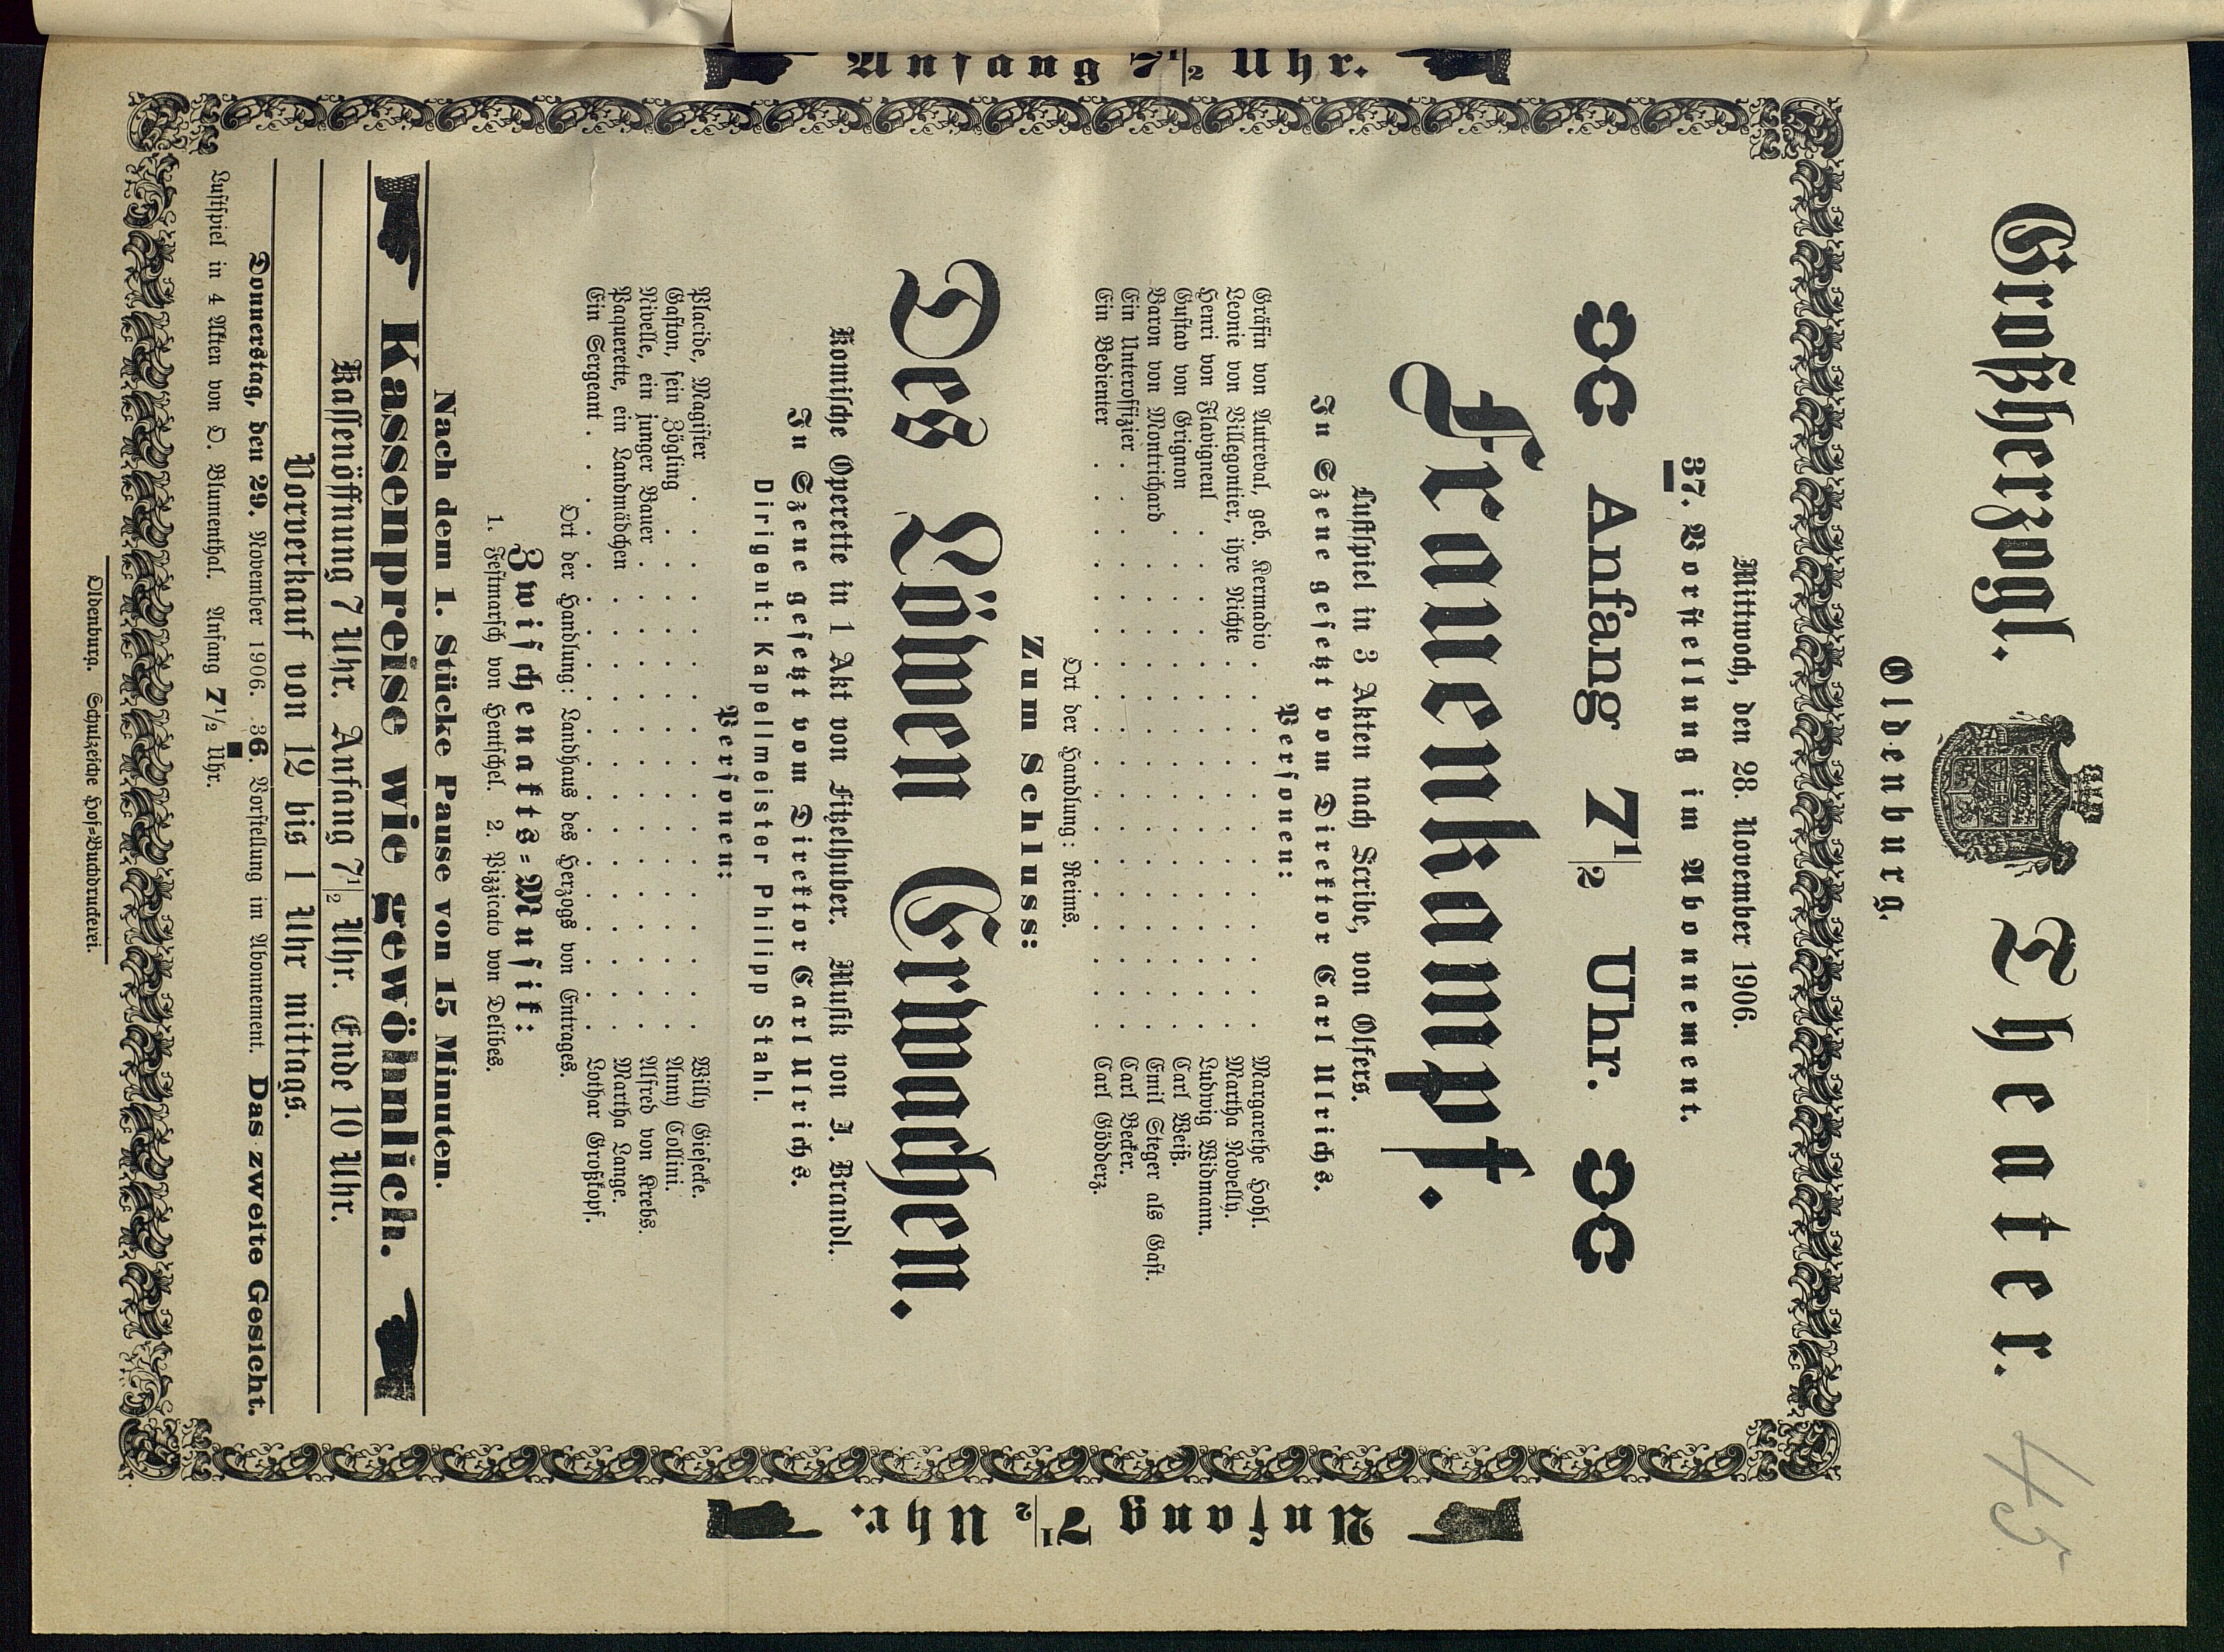 45
Großherzogl. Theater.
Oldenburg.
Mittwoch, den 28. November 1906.
37. Vorstellung im Abonnement.
Anfang 7½ Uhr.
Frauenkampf.
Lustspiel in 3 Akten nach Scribe, von Olfers.
In Szene gesetzt vom Direktor Carl Ulrichs.
Personen:
Gräfin von Autreval, geb. Kermadio . . . . . . Margarethe Hohl.
Leonie von Villegontier, ihre Nichte . . . . . . Martha Novelly.
Henri von Flavigneul . . . . . . Ludwig Widmann.
Gustav von Grignon . . . . . . Carl Weiß.
Baron von Montrichard . . . . . . Emil Steger als Gast.
Ein Unteroffizier . . . . . . Carl Becker.
Ein Bedienter . . . . . . Carl Gödderz.
Ort der Handlung: Reims.
Zum Schluss:
Des Löwen Erwachen.
Komische Operette in 1 Akt von Fitzelhuber. Musik von J. Brandl.
In Szene gesetzt vom Direktor Carl Ulrichs.
Dirigent: Kapellmeister Philipp Stahl.
Personen:
Placide, Magister . . . . . . Willy Giesecke.
Gaston, sein Zögling . . . . . . Anny Collini.
Nivelle, ein junger Bauer . . . . . . Alfred von Krebs.
Paquerette, ein Landmädchen . . . . . . Martha Lange.
Ein Sergeant . . . . . . Lothar Großkopf.
Ort der Handlung: Landhaus des Herzogs von Entrages.
Zwischenakts-Musik:
1. Festmarsch von Hentschel. 2. Pizzicato von Delibes.
Nach dem 1. Stücke Pause von 15 Minuten.
Kassenpreise wie gewöhnlich.
Kassenöffnung 7 Uhr. Anfang 7½ Uhr. Ende 10 Uhr.
Vorverkauf von 12 bis 1 Uhr mittags.
Donnerstag, den 29. November 1906. 36. Vorstellung im Abonnement. Das zweite Gesicht.
Lustspiel in 4 Akten von O. Blumenthal. Anfang 7½ Uhr.
Oldenburg. Schulzesche Hof-Buchdruckerei.
Anfang 7½ Uhr.
Anfang 7½ Uhr.